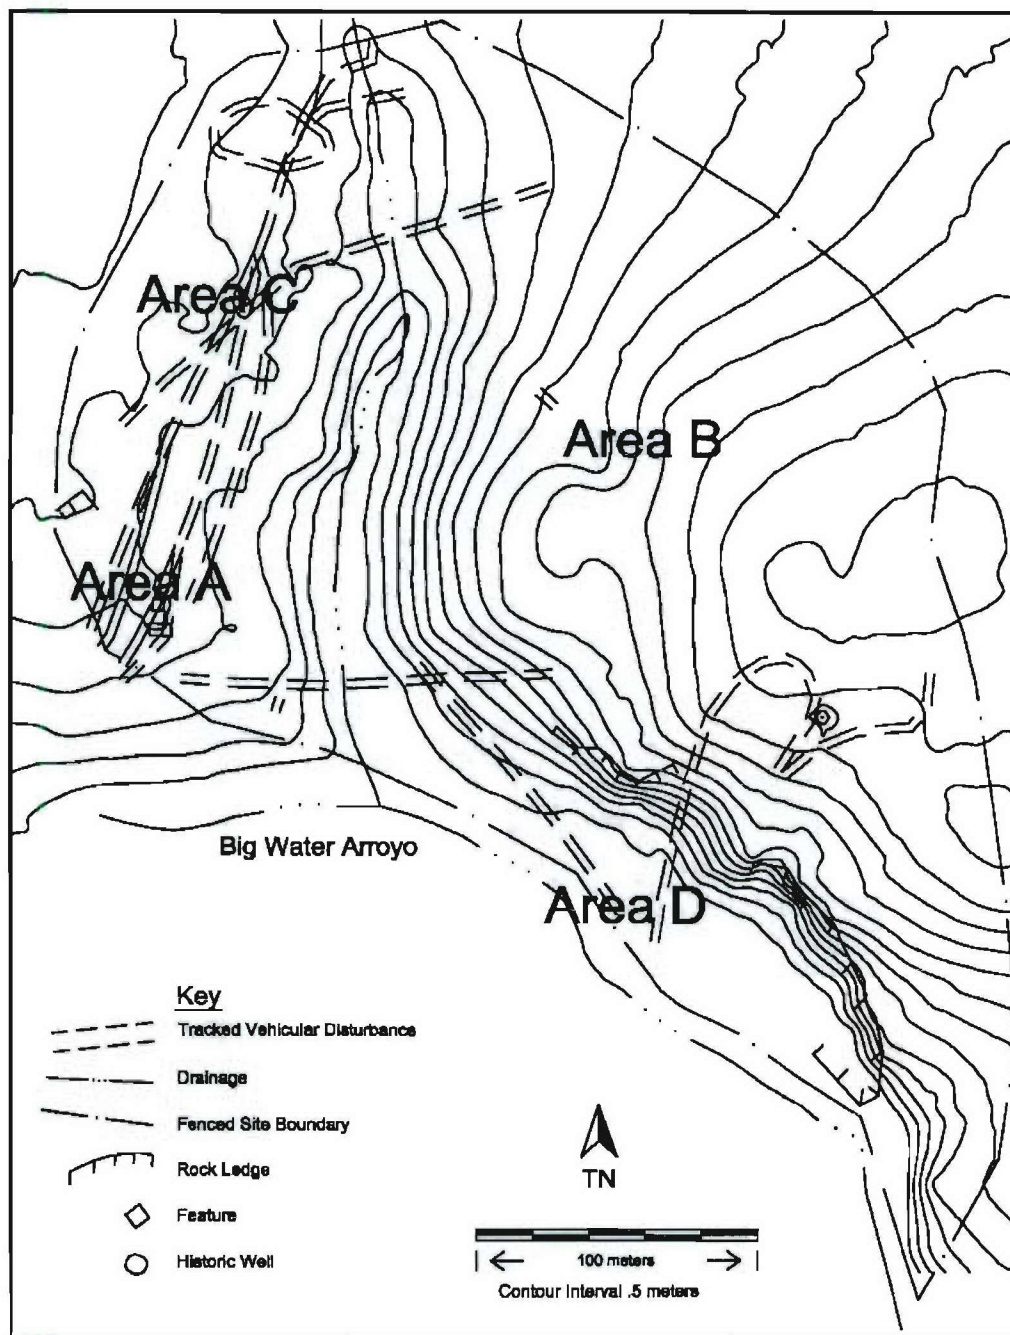 Area C
Area B
Area A
Big Water Arroyo
Area D
Key
Tracked Vehicular Disturbance
Drainage
Fenced Site Boundary
Rock Ledge
Feature
Historic Well
TN
100 meters
Contour Interval .5 meters